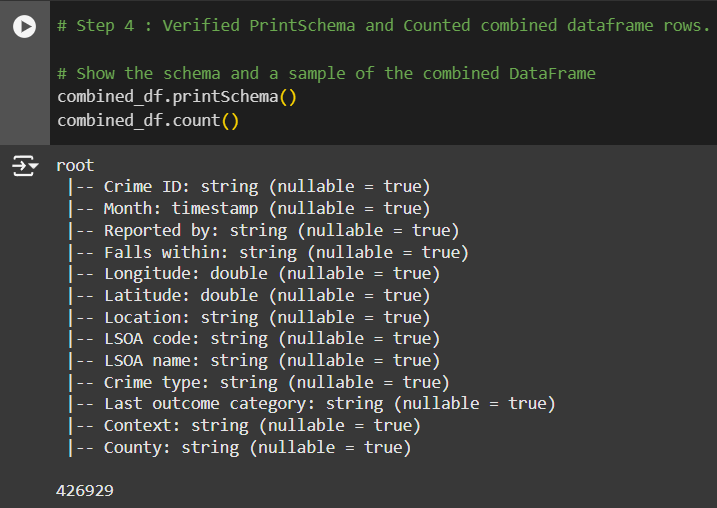 # Step 4 : Verified PrintSchema and Counted combined dataframe rows.
# Show the schema and a sample of the combined DataFrame
combined_df.printSchema()
combined_df.count()
root
|-- Crime ID: string (nullable = true)
|-- Month: timestamp (nullable = true)
|-- Reported by: string (nullable = true)
|-- Falls within: string (nullable = true)
|-- Longitude: double (nullable = true)
|-- Latitude: double (nullable = true)
|-- Location: string (nullable = true)
|-- LSOA code: string (nullable = true)
|-- LSOA name: string (nullable = true)
|-- Crime type: string (nullable = true)
|-- Last outcome category: string (nullable = true)
|-- Context: string (nullable = true)
|-- County: string (nullable = true)
426929